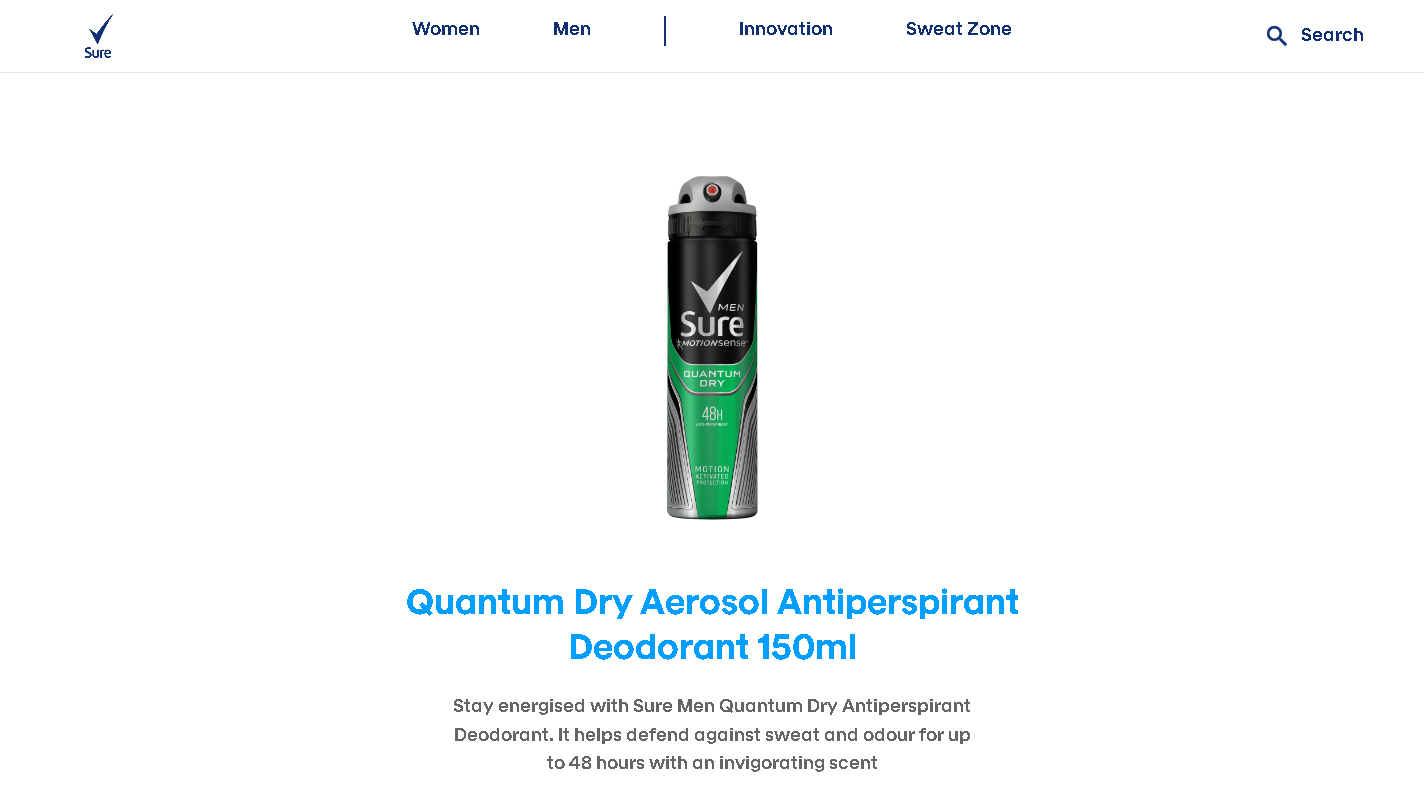 Sure
Women
Men
Innovation
Sweat Zone
Search
MEN
Sure
MOTIONsense
QUANTUM
DRY
48H
ANTI-PERSPIRANT
MOTION
ACTIVATED
PROTECTION
Quantum Dry Aerosol Antiperspirant
Deodorant 150ml
Stay energised with Sure Men Quantum Dry Antiperspirant
Deodorant. It helps defend against sweat and odour for up
to 48 hours with an invigorating scent